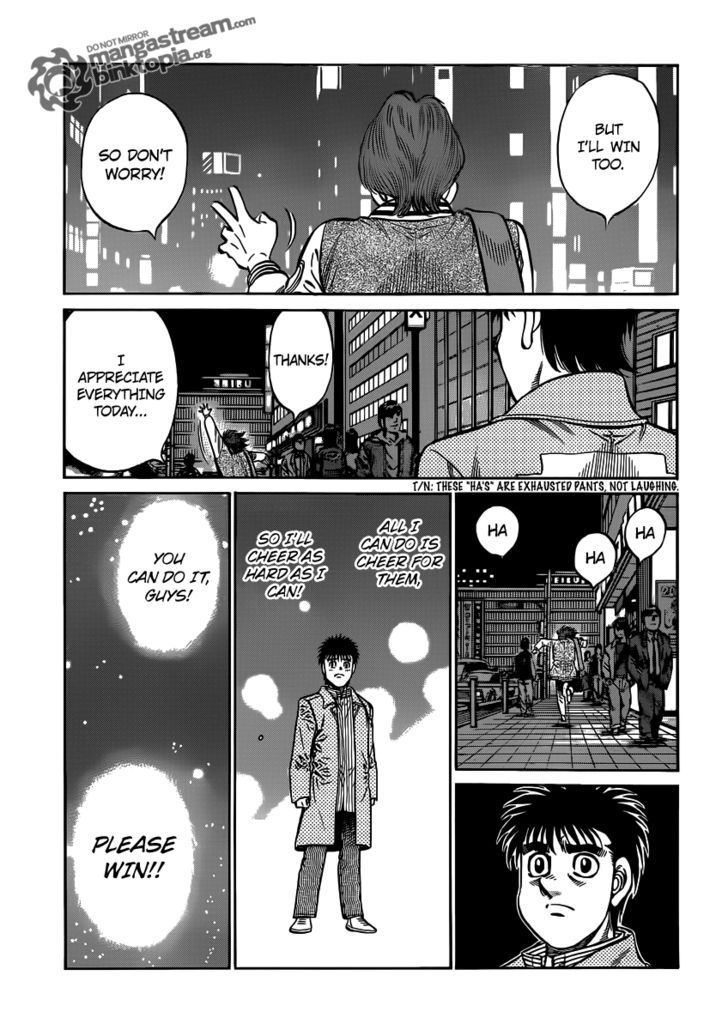 DO NOT MIRROR
mangastream.com
binktopia.org
BUT
I'LL WIN
TOO.
SO DON'T
WORRY!
THANKS!
I
APPRECIATE
EVERYTHING
TODAY...
T/N: THESE "HA'S" ARE EXHAUSTED PANTS, NOT LAUGHING.
HA
HA
HA
ALL I
CAN DO IS
CHEER FOR
THEM,
SO I'LL
CHEER AS
HARD AS I
CAN!
YOU
CAN DO IT,
GUYS!
PLEASE
WIN!!